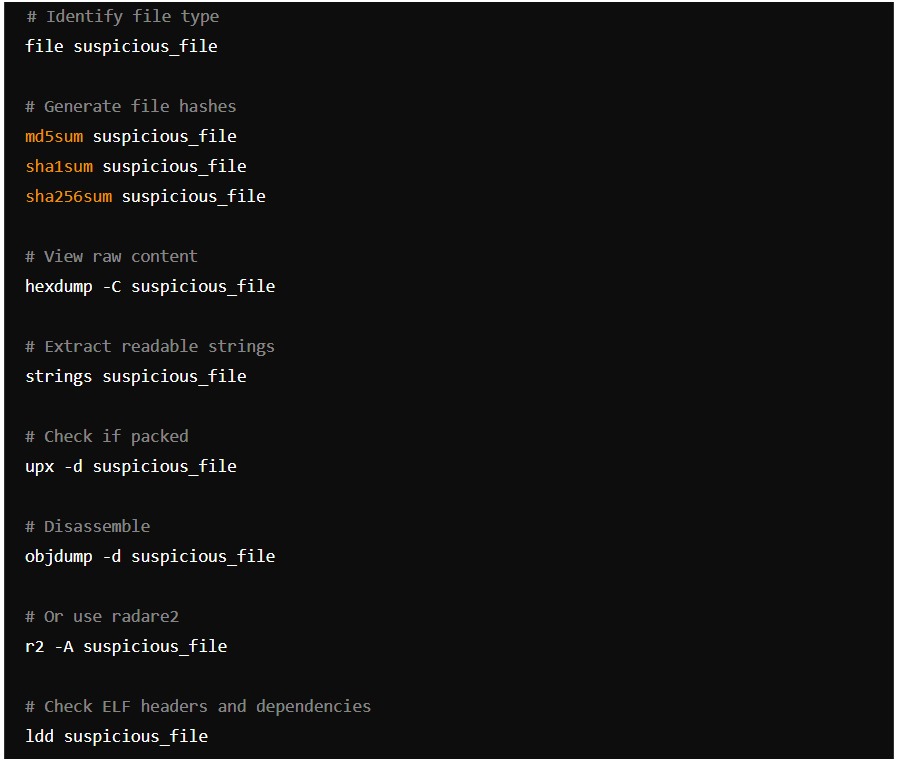 # Identify file type
file suspicious_file
# Generate file hashes
md5sum suspicious_file
sha1sum suspicious_file
sha256sum suspicious_file
# View raw content
hexdump -C suspicious_file
# Extract readable strings
strings suspicious_file
# Check if packed
upx -d suspicious_file
# Disassemble
objdump -d suspicious_file
# Or use radare2
r2 -A suspicious_file
# Check ELF headers and dependencies
ldd suspicious_file